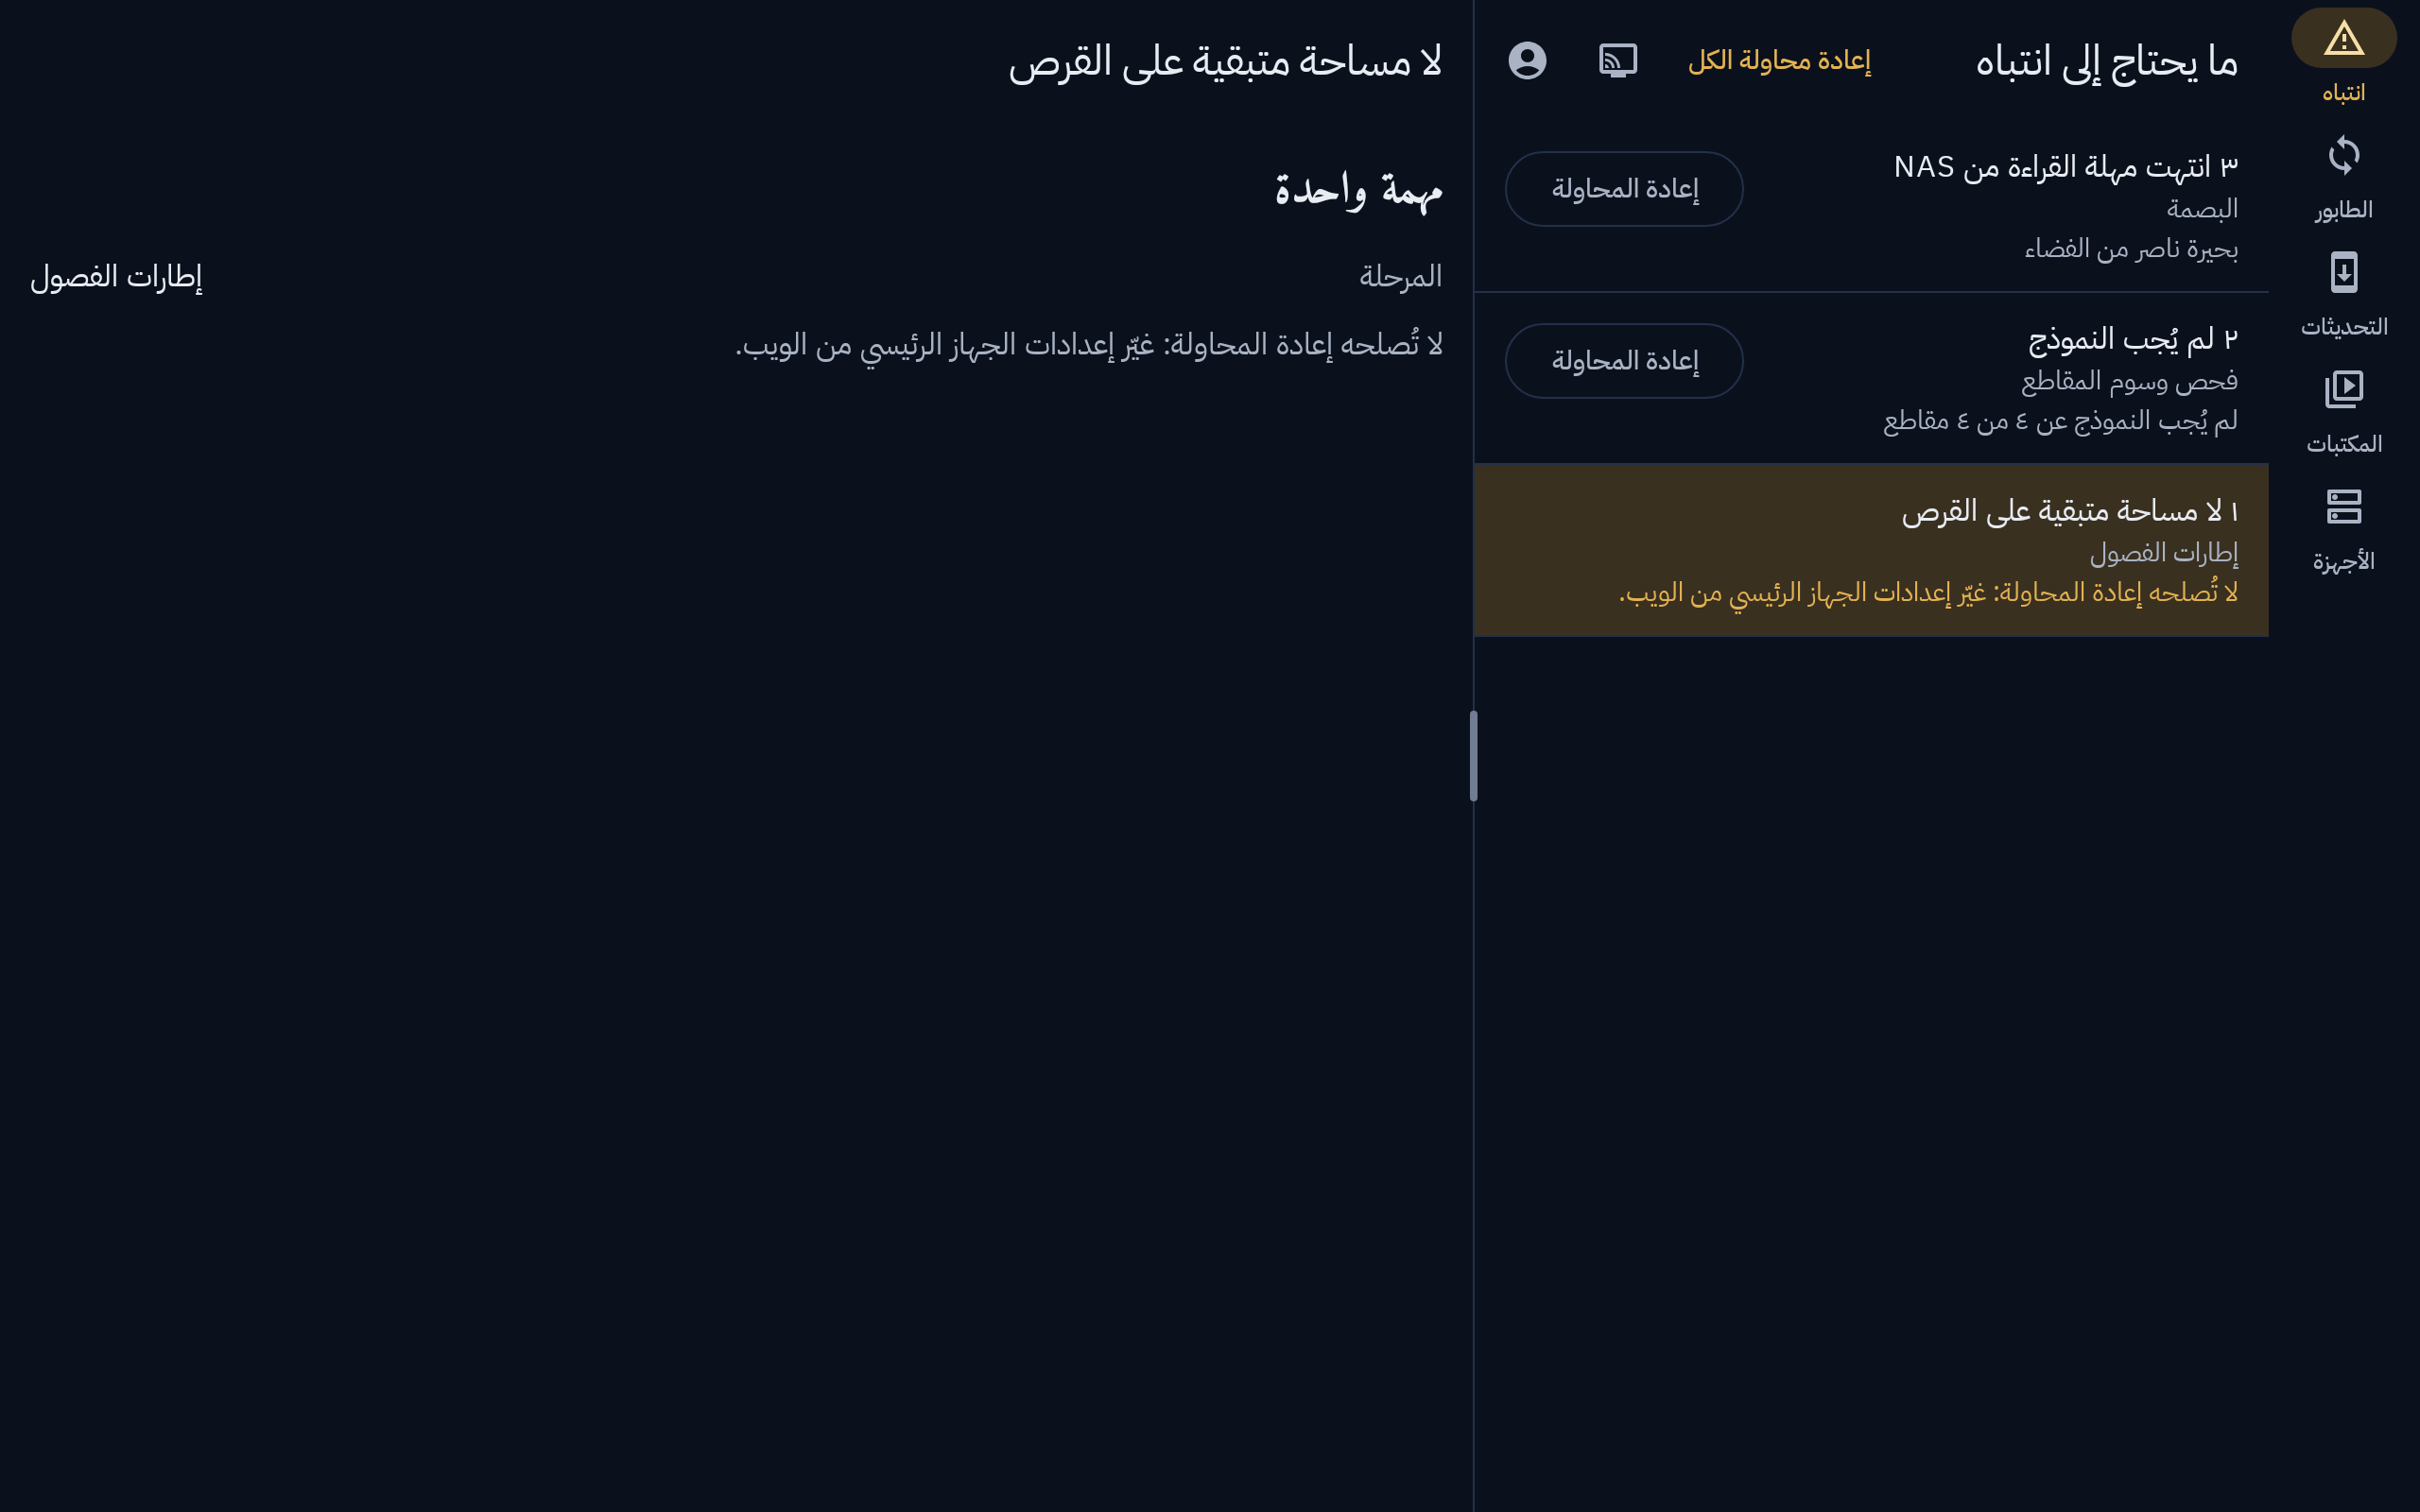 انتباه
الطابور
التحديثات
المكتبات
الأجهزة
ما يحتاج إلى انتباه
إعادة محاولة الكل
٣ انتهت مهلة القراءة من NAS
البصمة
بحيرة ناصر من الفضاء
إعادة المحاولة
٢ لم يُجب النموذج
فحص وسوم المقاطع
لم يُجب النموذج عن ٤ من ٤ مقاطع
إعادة المحاولة
١ لا مساحة متبقية على القرص
إطارات الفصول
لا تُصلحه إعادة المحاولة: غيّر إعدادات الجهاز الرئيسي من الويب.
لا مساحة متبقية على القرص
مهمة واحدة
المرحلة
إطارات الفصول
لا تُصلحه إعادة المحاولة: غيّر إعدادات الجهاز الرئيسي من الويب.